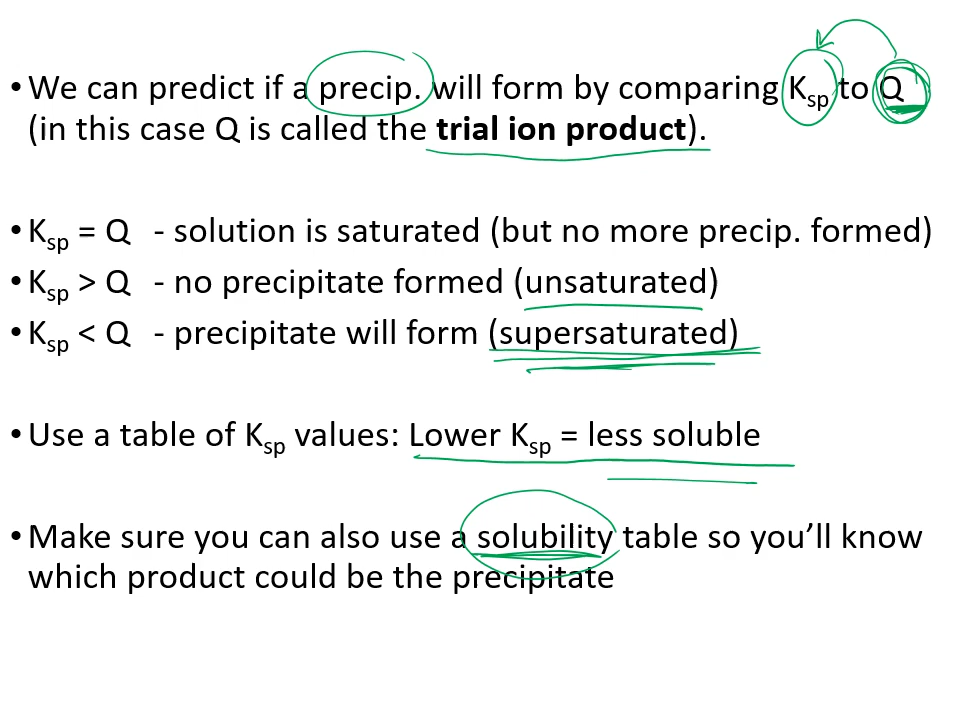 • We can predict if a precip. will form by comparing Ksp to Q
(in this case Q is called the trial ion product).
• Ksp = Q - solution is saturated (but no more precip. formed)
• Ksp > Q - no precipitate formed (unsaturated)
• Ksp < Q - precipitate will form (supersaturated)
• Use a table of Ksp values: Lower Ksp = less soluble
• Make sure you can also use a solubility table so you’ll know
which product could be the precipitate